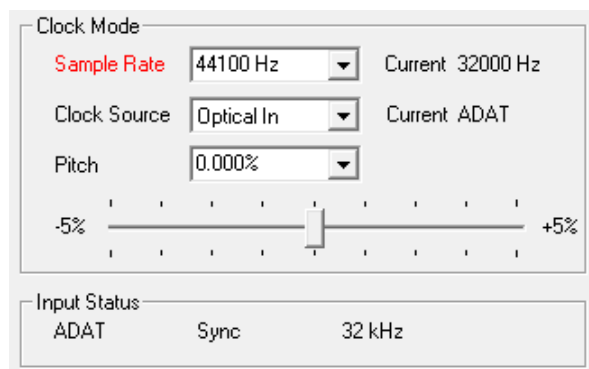 Clock Mode
Sample Rate 44100 Hz Current 32000 Hz
Clock Source Optical In Current ADAT
Pitch 0.000%
-5% +5%
Input Status
ADAT Sync 32 kHz